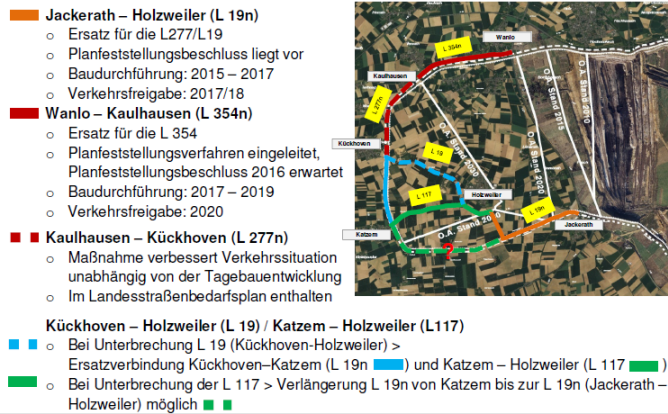 Jackerath – Holzweiler (L 19n)
o Ersatz für die L277/L19
o Planfeststellungsbeschluss liegt vor
o Baudurchführung: 2015 – 2017
o Verkehrsfreigabe: 2017/18
Wanlo – Kaulhausen (L 354n)
o Ersatz für die L 354
o Planfeststellungsverfahren eingeleitet,
Planfeststellungsbeschluss 2016 erwartet
o Baudurchführung: 2017 – 2019
o Verkehrsfreigabe: 2020
Kaulhausen – Kückhoven (L 277n)
o Maßnahme verbessert Verkehrssituation
unabhängig von der Tagebauentwicklung
o Im Landesstraßenbedarfsplan enthalten
Kückhoven – Holzweiler (L 19) / Katzem – Holzweiler (L117)
o Bei Unterbrechung L 19 (Kückhoven-Holzweiler) >
Ersatzverbindung Kückhoven–Katzem (L 19n ) und Katzem – Holzweiler (L 117 )
o Bei Unterbrechung der L 117 > Verlängerung L 19n von Katzem bis zur L 19n (Jackerath –
Holzweiler) möglich
Wanlo
L 354n
Kaulhausen
L 277n
O.A. Stand 2010
O.A. Stand 2015
Kückhoven
L 19
O.A. Stand 2020
O.A. Stand 2020
Holzweiler
L 117
L 19n
Jackerath
Katzem
O.A. Stand
?